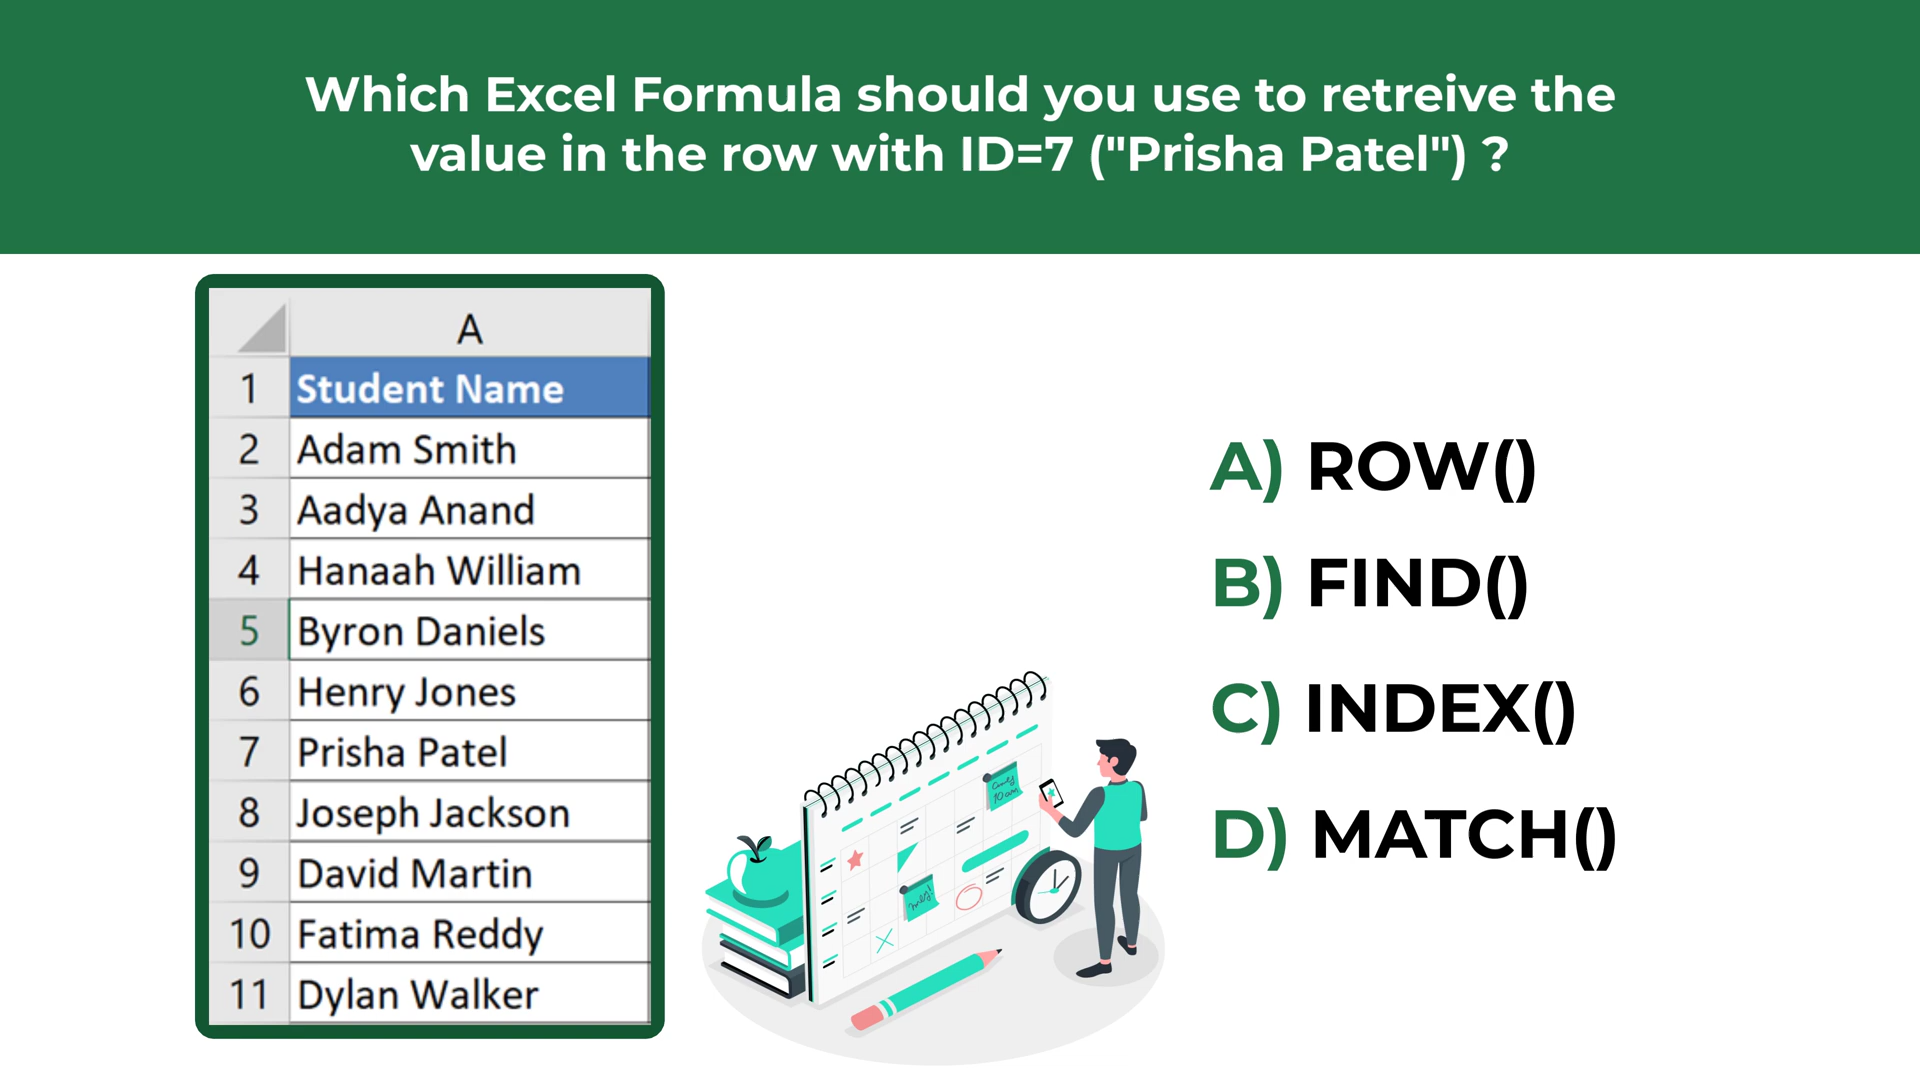 Which Excel Formula should you use to retreive the
value in the row with ID=7 ("Prisha Patel") ?
A
1 Student Name
2 Adam Smith
3 Aadya Anand
4 Hanaah William
5 Byron Daniels
6 Henry Jones
7 Prisha Patel
8 Joseph Jackson
9 David Martin
10 Fatima Reddy
11 Dylan Walker
A) ROW()
B) FIND()
C) INDEX()
D) MATCH()
10 am